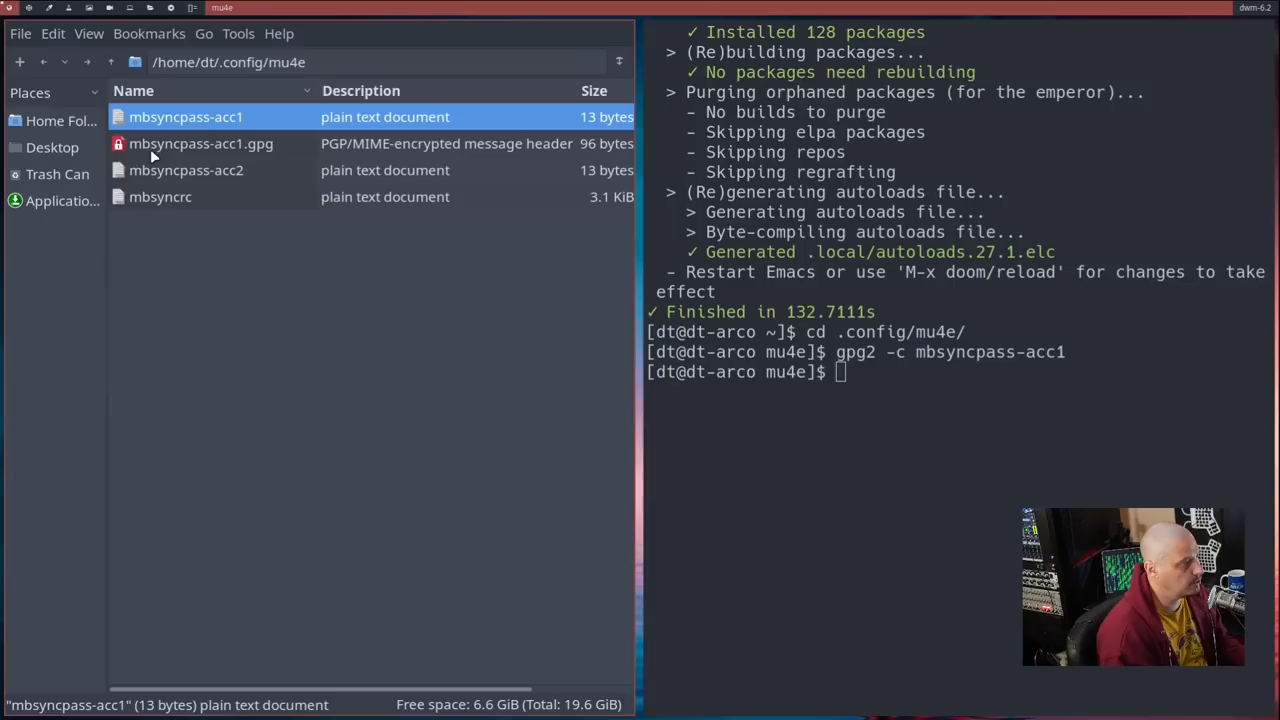 mu4e
dwm-6.2
File Edit View Bookmarks Go Tools Help
/home/dt/.config/mu4e
Places
Home Fol...
Desktop
Trash Can
Applicatio...
Name Description Size
mbsyncpass-acc1 plain text document 13 bytes
mbsyncpass-acc1.gpg PGP/MIME-encrypted message header 96 bytes
mbsyncpass-acc2 plain text document 13 bytes
mbsyncrc plain text document 3.1 KiB
"mbsyncpass-acc1" (13 bytes) plain text document Free space: 6.6 GiB (Total: 19.6 GiB)
✓ Installed 128 packages
> (Re)building packages...
✓ No packages need rebuilding
> Purging orphaned packages (for the emperor)...
- No builds to purge
- Skipping elpa packages
- Skipping repos
- Skipping regrafting
> (Re)generating autoloads file...
> Generating autoloads file...
> Byte-compiling autoloads file...
✓ Generated .local/autoloads.27.1.elc
- Restart Emacs or use 'M-x doom/reload' for changes to take
effect
✓ Finished in 132.7111s
[dt@dt-arco ~]$ cd .config/mu4e/
[dt@dt-arco mu4e]$ gpg2 -c mbsyncpass-acc1
[dt@dt-arco mu4e]$